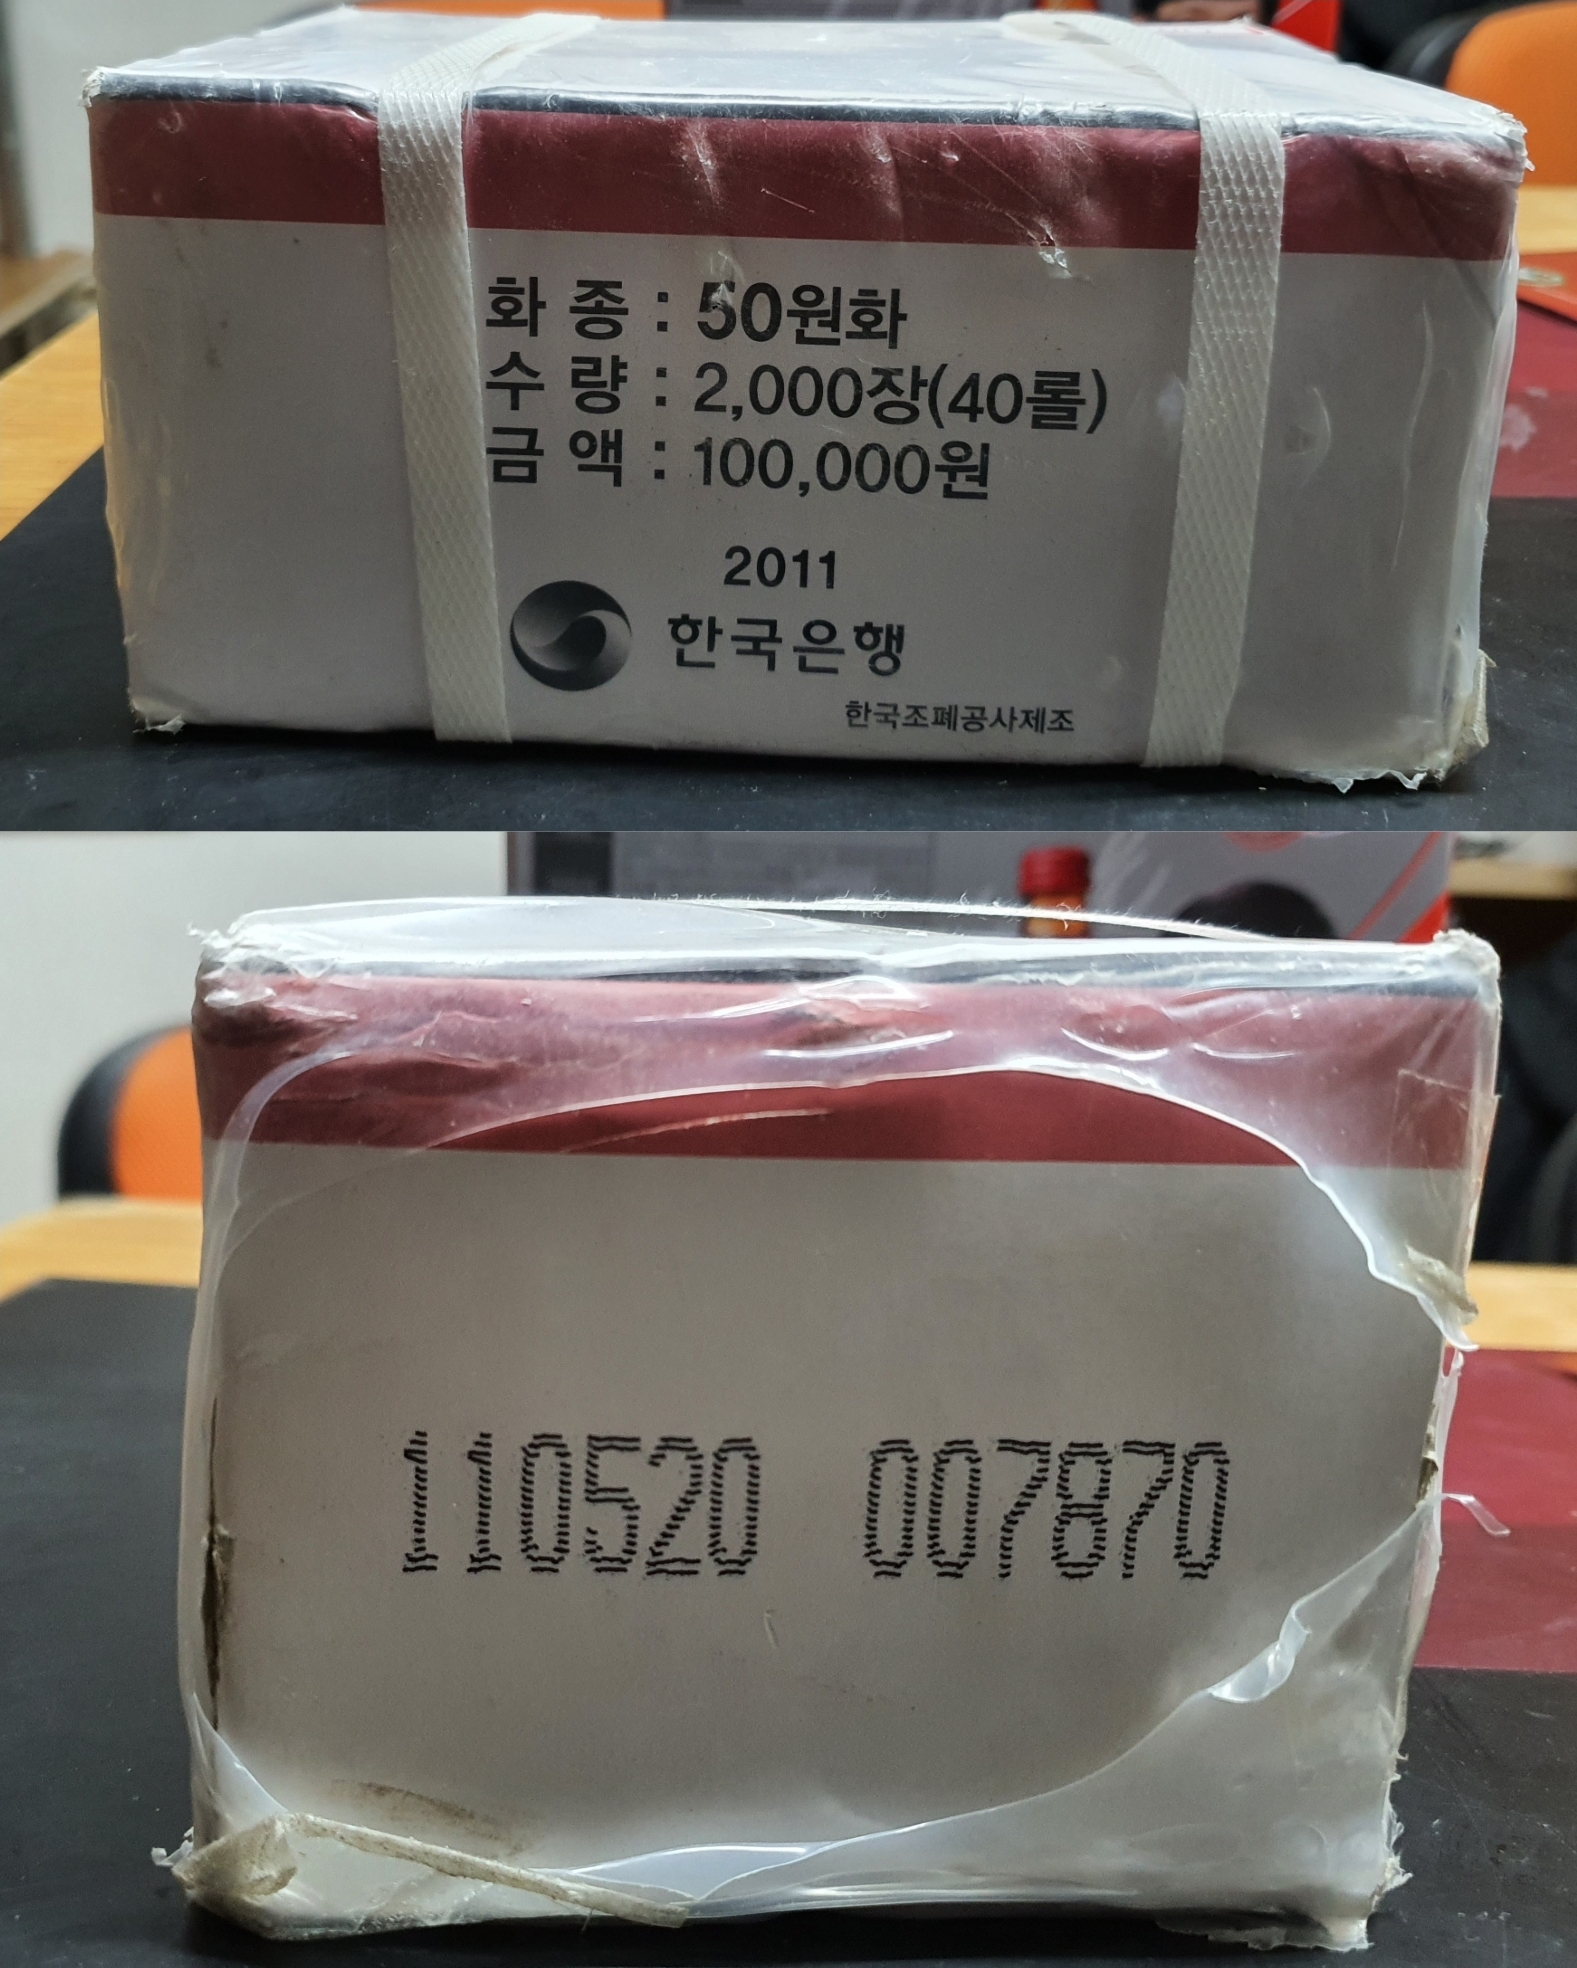 화 종 : 50원화
수 량 : 2,000장(40롤)
금 액 : 100,000원
2011
한국은행
한국조폐공사제조
110520 007870